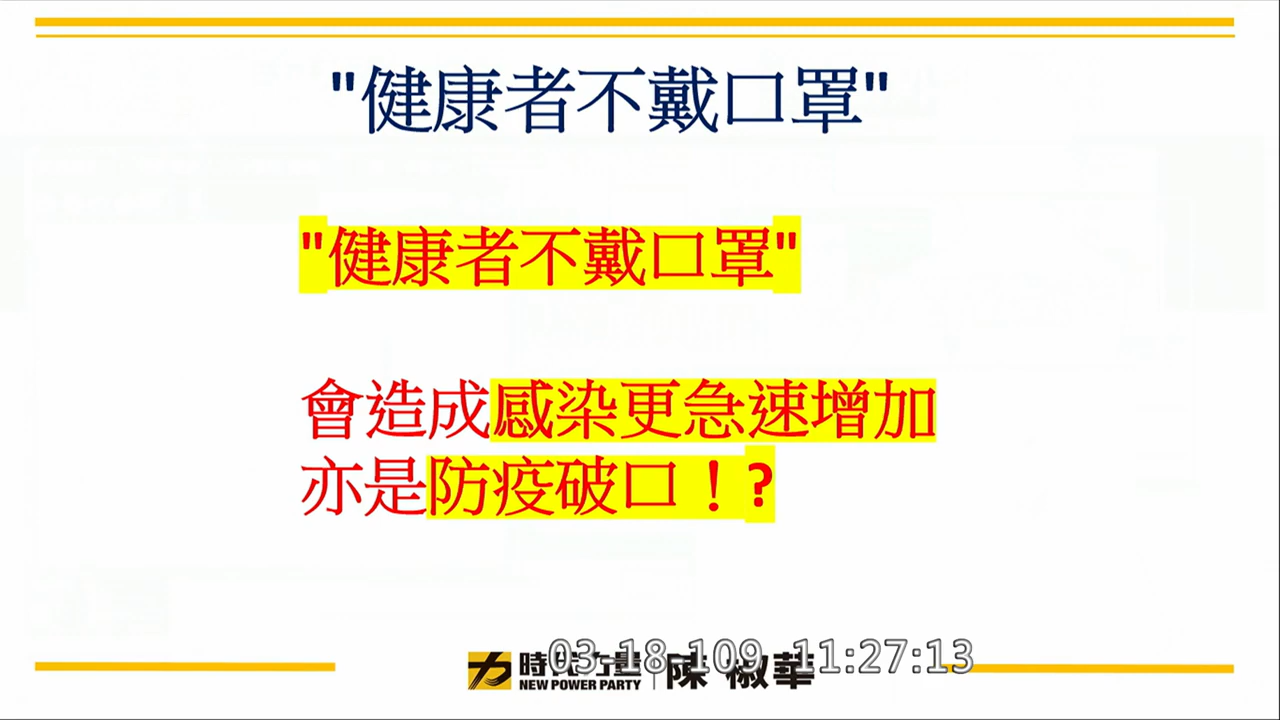 "健康者不戴口罩"
"健康者不戴口罩"
會造成感染更急速增加
亦是防疫破口！?
時代力量
NEW POWER PARTY
陳椒華
03-18-109 11:27:13